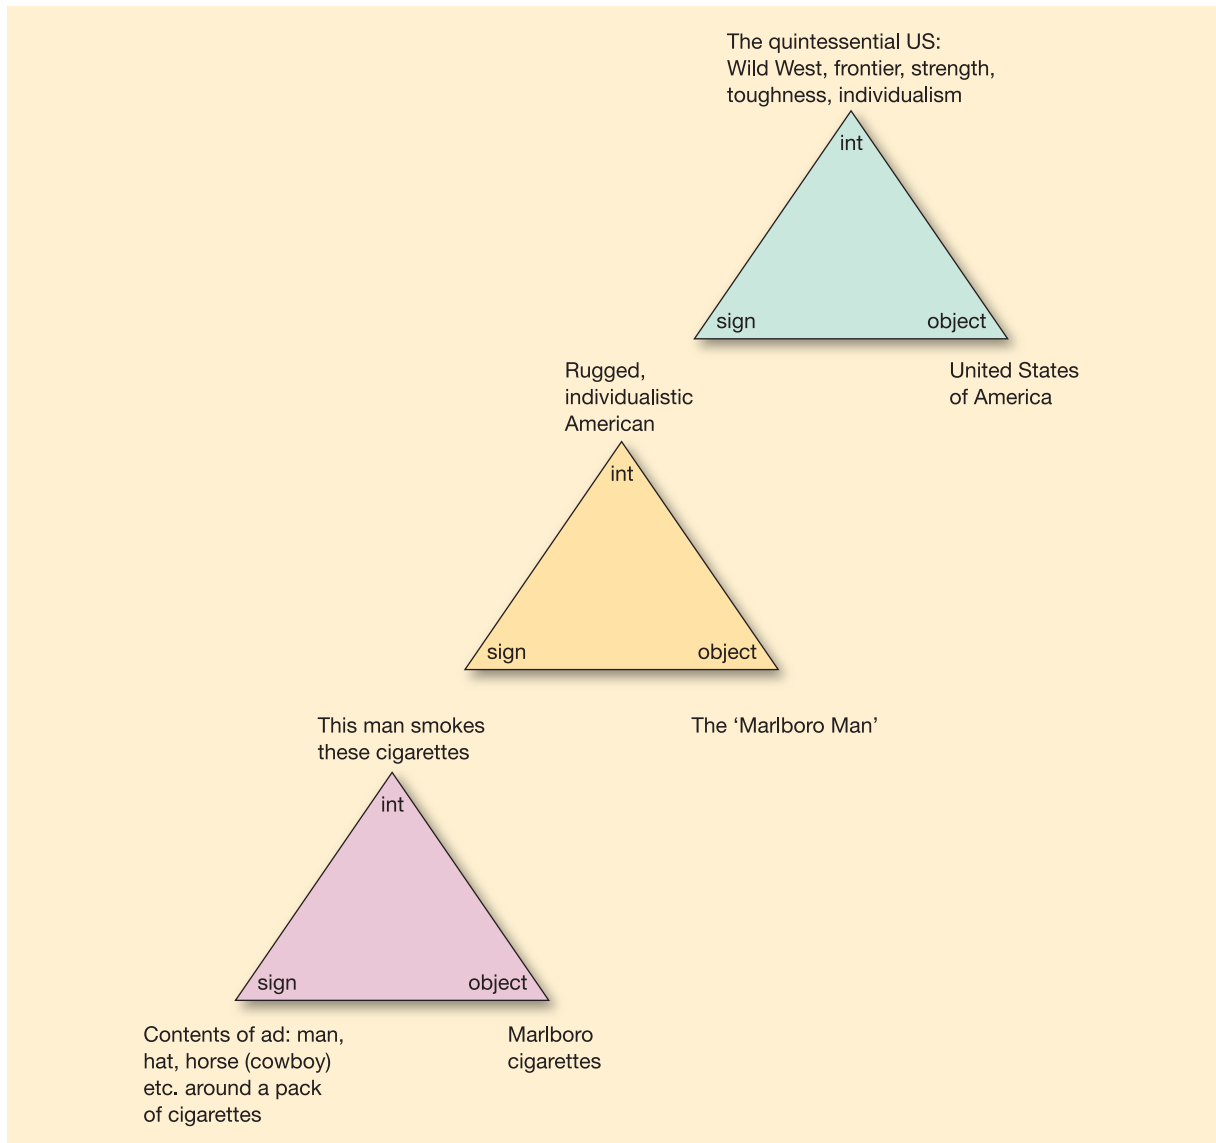 The quintessential US:
Wild West, frontier, strength,
toughness, individualism
int
sign
object
United States
of America
Rugged,
individualistic
American
int
sign
object
The ‘Marlboro Man’
This man smokes
these cigarettes
int
sign
object
Contents of ad: man,
hat, horse (cowboy)
etc. around a pack
of cigarettes
Marlboro
cigarettes